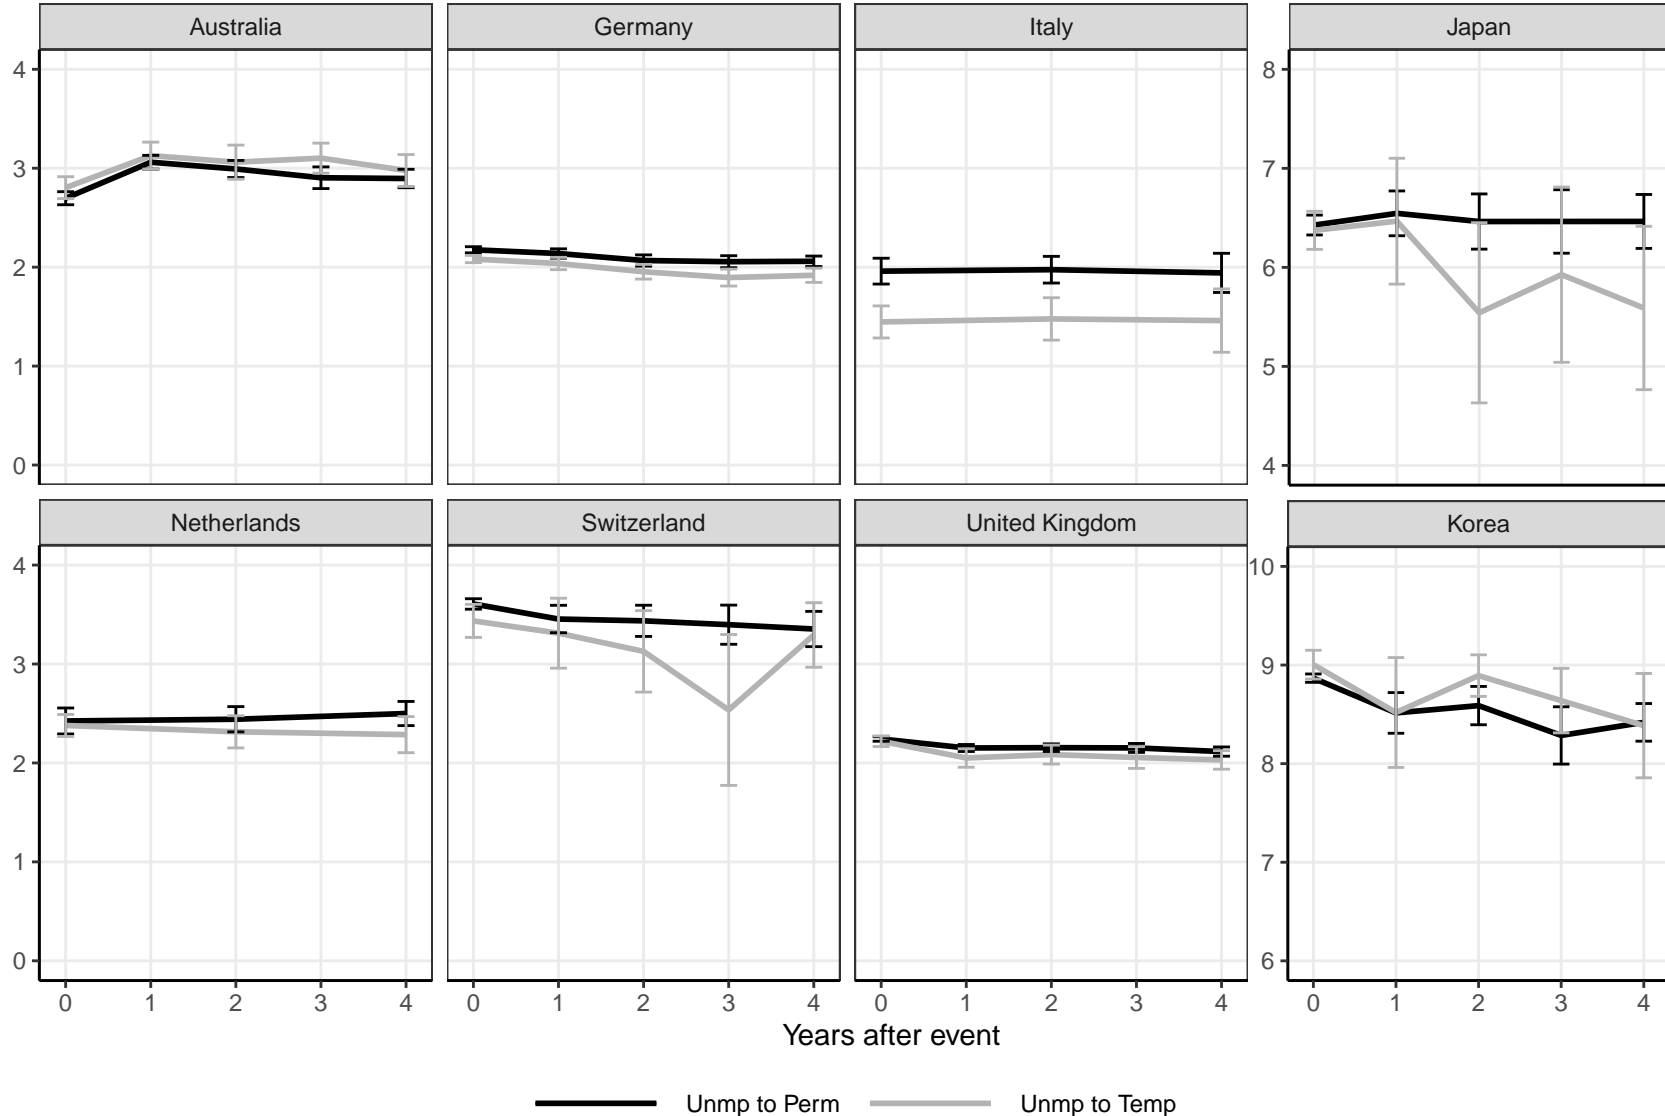 Australia
Germany
Italy
Japan
4
3
2
1
0
8
7
6
5
4
Netherlands
Switzerland
United Kingdom
Korea
4
3
2
1
0
10
9
8
7
6
0 1 2 3 4
0 1 2 3 4
0 1 2 3 4
0 1 2 3 4
Years after event
Unmp to Perm
Unmp to Temp